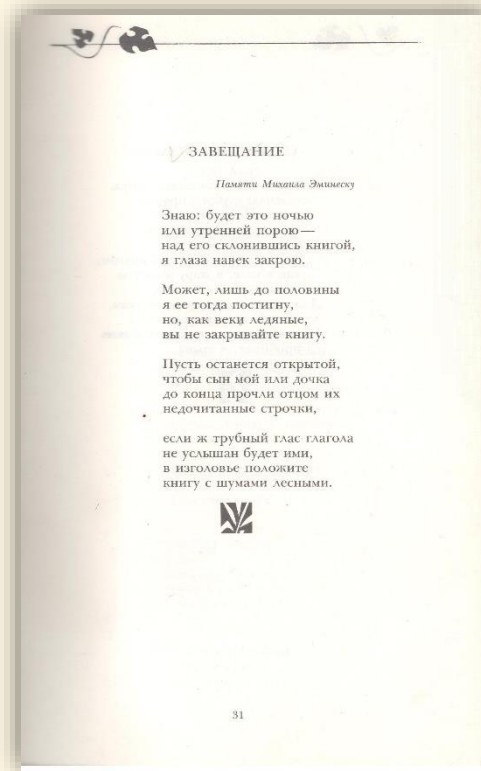 ЗАВЕЩАНИЕ
Памяти Михаила Эминеску
Знаю: будет это ночью
или утренней порою—
над его склонившись книгой,
я глаза навек закрою.
Может, лишь до половины
я ее тогда постигну,
но, как веки ледяные,
вы не закрывайте книгу.
Пусть останется открытой,
чтобы сын мой или дочка
до конца прочли отцом их
недочитанные строчки,
если ж трубный глас глагола
не услышан будет ими,
в изголовье положите
книгу с шумами лесными.
31